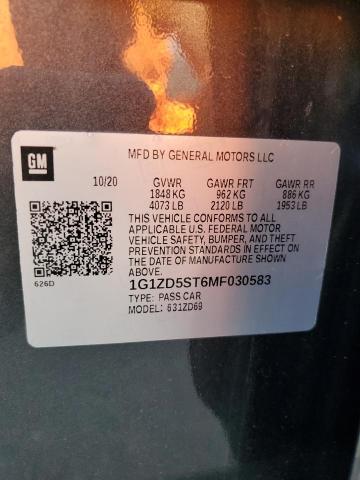 GM
MFD BY GENERAL MOTORS LLC
10/20 GVWR GAWR FRT GAWR RR
1848 KG 962 KG 886 KG
4073 LB 2120 LB 1953 LB
THIS VEHICLE CONFORMS TO ALL
APPLICABLE U.S. FEDERAL MOTOR
VEHICLE SAFETY, BUMPER, AND THEFT
PREVENTION STANDARDS IN EFFECT ON
THE DATE OF MANUFACTURE SHOWN
ABOVE.
626D 1G1ZD5ST6MF030583
TYPE: PASS CAR
MODEL: 631ZD69